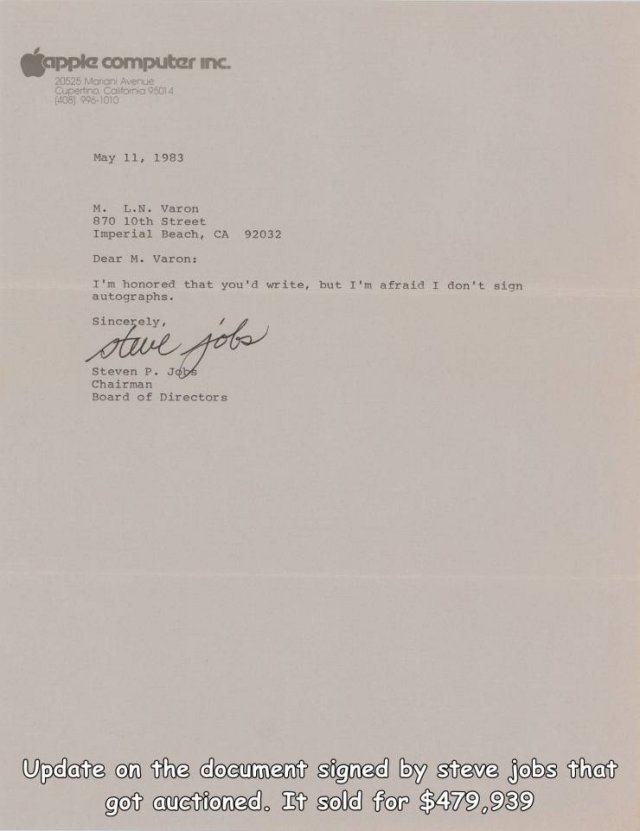 apple computer inc.
20525 Mariani Avenue
Cupertino, California 95014
(408) 996-1010
May 11, 1983
M. L.N. Varon
870 10th Street
Imperial Beach, CA 92032
Dear M. Varon:
I'm honored that you'd write, but I'm afraid I don't sign
autographs.
Sincerely,
steve jobs
Steven P. Jobs
Chairman
Board of Directors
Update on the document signed by steve jobs that
got auctioned. It sold for $479,939